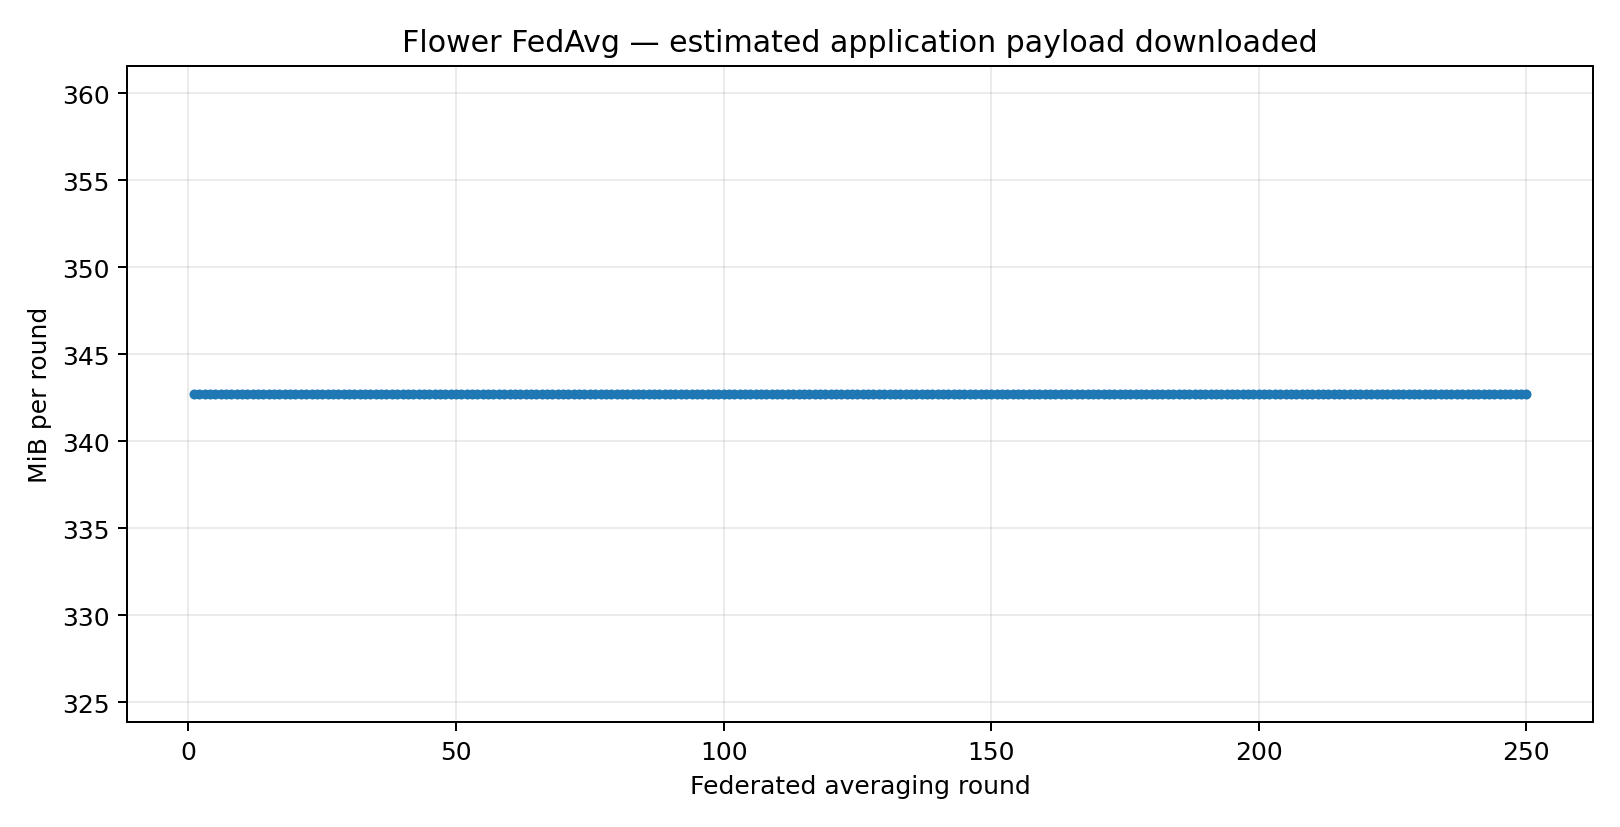 Flower FedAvg — estimated application payload downloaded
MiB per round
360
355
350
345
340
335
330
325
0 50 100 150 200 250
Federated averaging round